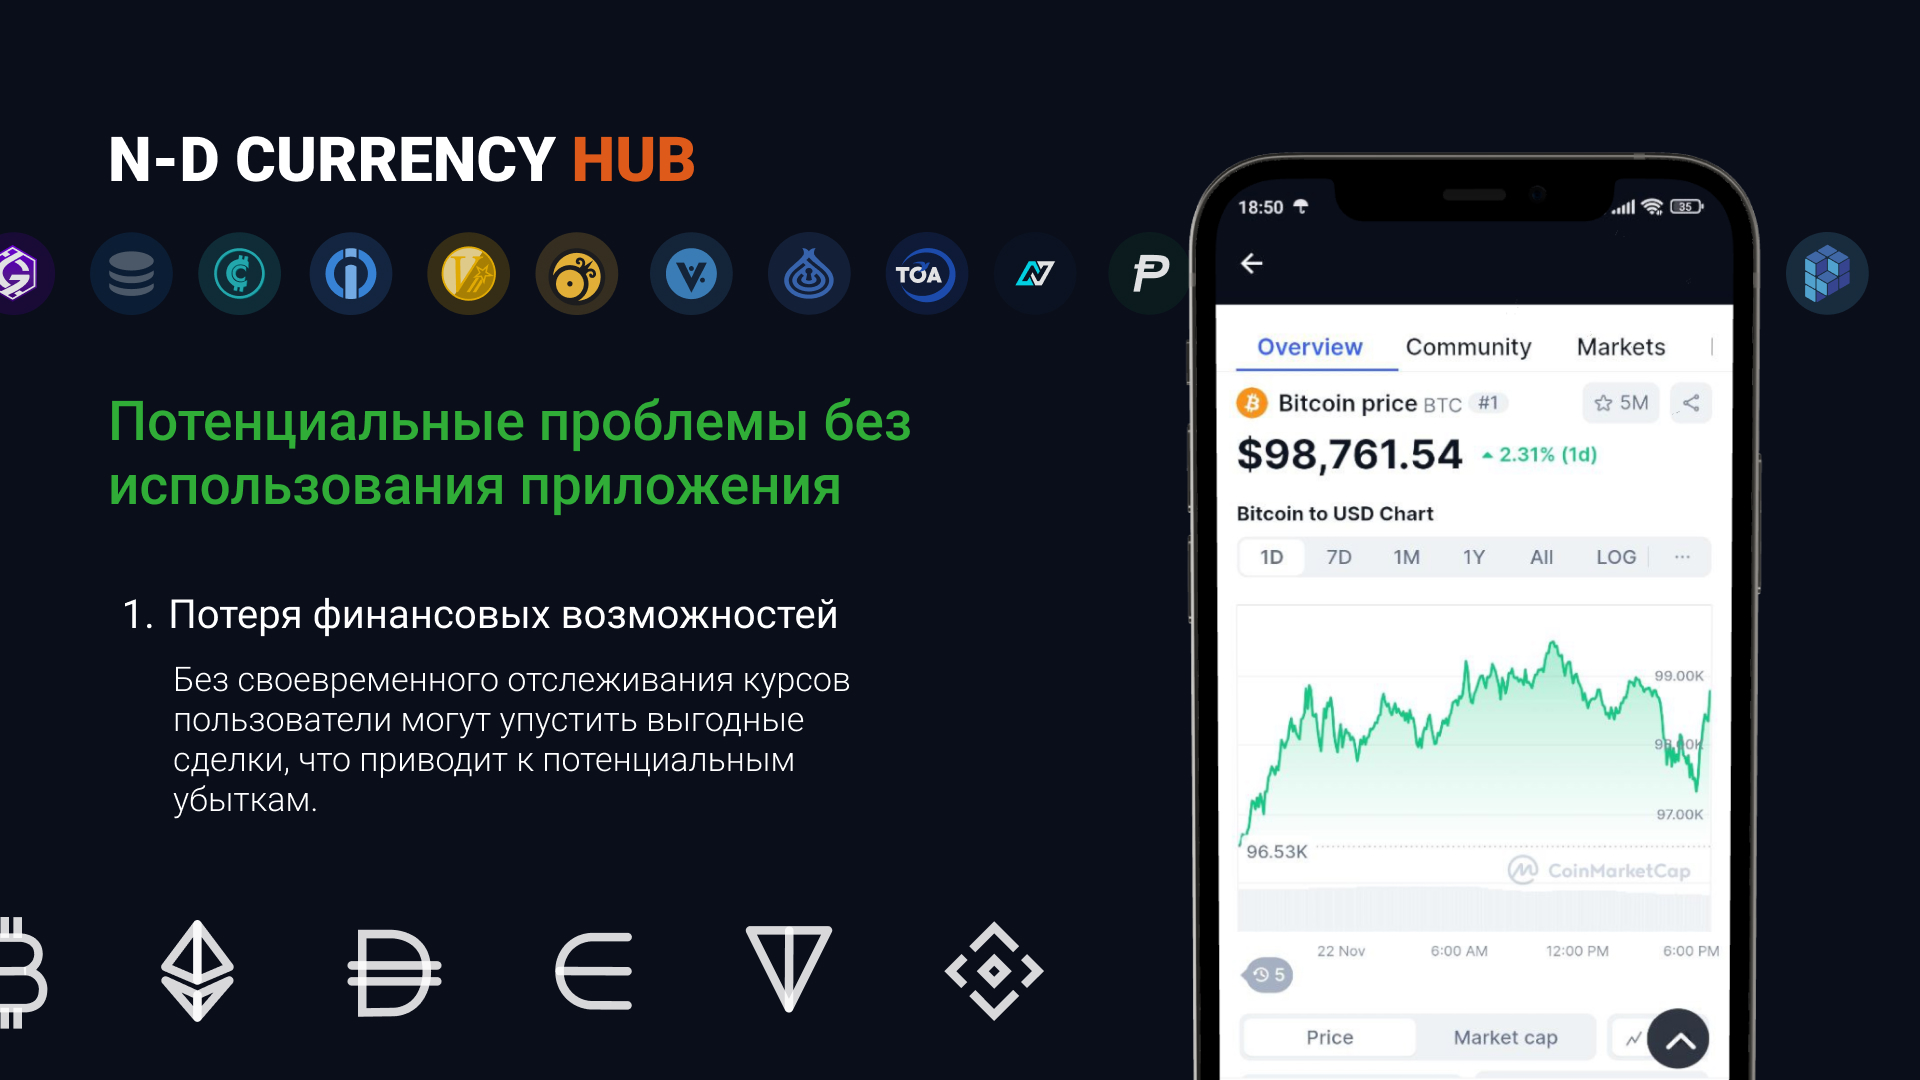 N-D CURRENCY HUB
TOA
Потенциальные проблемы без
использования приложения
1. Потеря финансовых возможностей
Без своевременного отслеживания курсов
пользователи могут упустить выгодные
сделки, что приводит к потенциальным
убыткам.
18:50
35
Overview Community Markets
Bitcoin price BTC #1 5M
$98,761.54 2.31% (1d)
Bitcoin to USD Chart
1D 7D 1M 1Y All LOG ...
99.00K
98.00K
97.00K
96.53K
CoinMarketCap
22 Nov 6:00 AM 12:00 PM 6:00 PM
5
Price Market cap